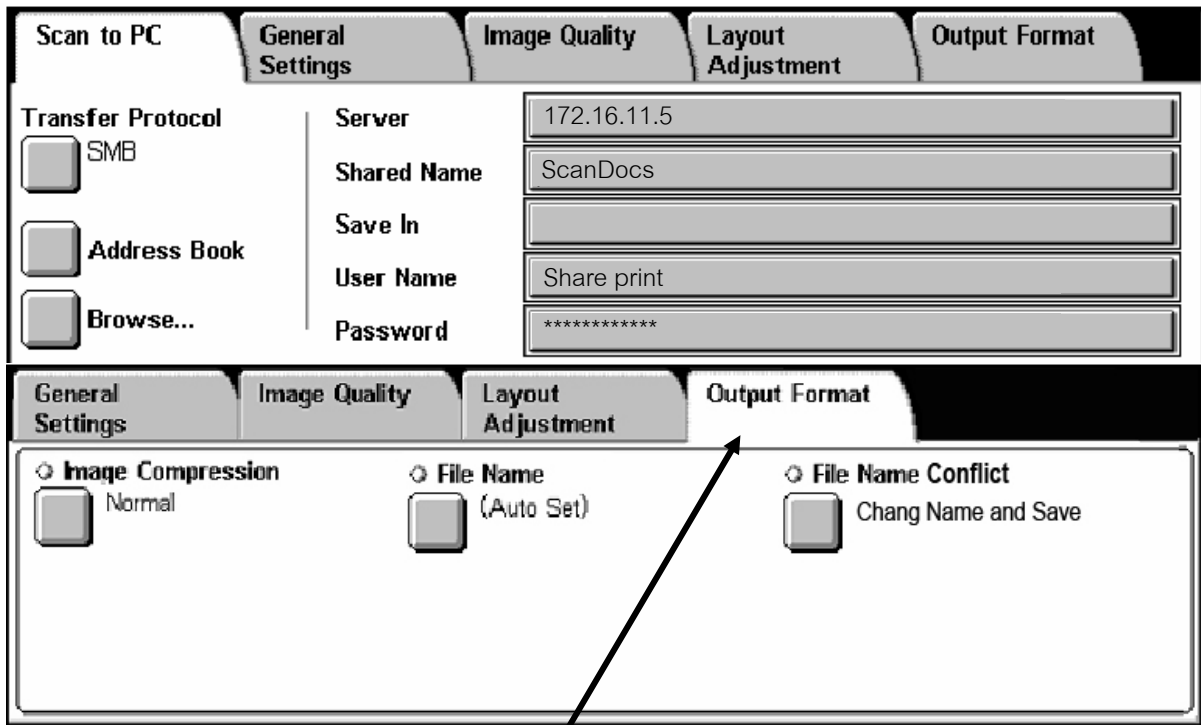 Scan to PC
General
Settings
Image Quality
Layout
Adjustment
Output Format
Transfer Protocol
SMB
Address Book
Browse...
Server
172.16.11.5
Shared Name
ScanDocs
Save In
User Name
Share print
Password
************
General
Settings
Image Quality
Layout
Adjustment
Output Format
Image Compression
Normal
File Name
(Auto Set)
File Name Conflict
Chang Name and Save